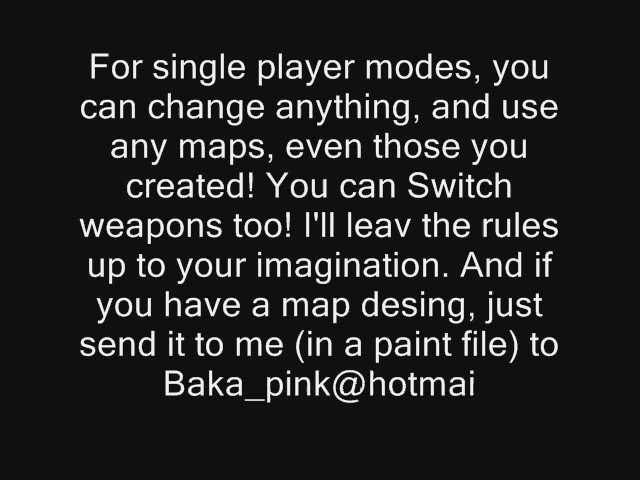 For single player modes, you
can change anything, and use
any maps, even those you
created! You can Switch
weapons too! I'll leav the rules
up to your imagination. And if
you have a map desing, just
send it to me (in a paint file) to
Baka_pink@hotmai